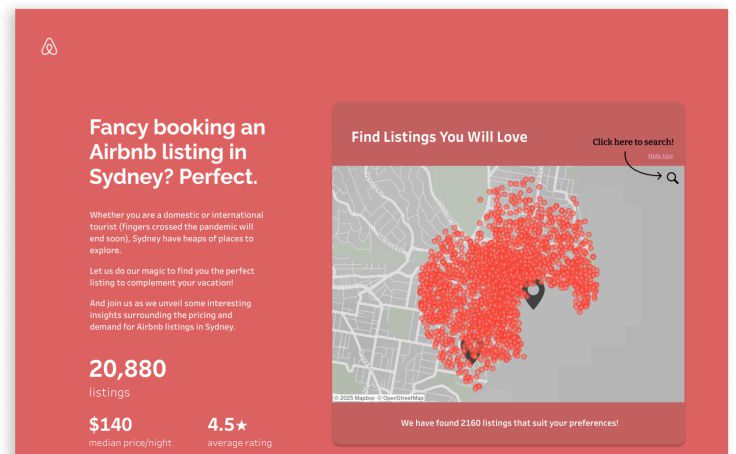 Fancy booking an
Airbnb listing in
Sydney? Perfect.
Whether you are a domestic or international
tourist (fingers crossed the pandemic will
end soon), Sydney have heaps of places to
explore.
Let us do our magic to find you the perfect
listing to complement your vacation!
And join us as we unveil some interesting
insights surrounding the pricing and
demand for Airbnb listings in Sydney.
20,880
listings
$140
median price/night
4.5★
average rating
Find Listings You Will Love
Click here to search!
Hide tips
© 2025 Mapbox © OpenStreetMap
We have found 2160 listings that suit your preferences!